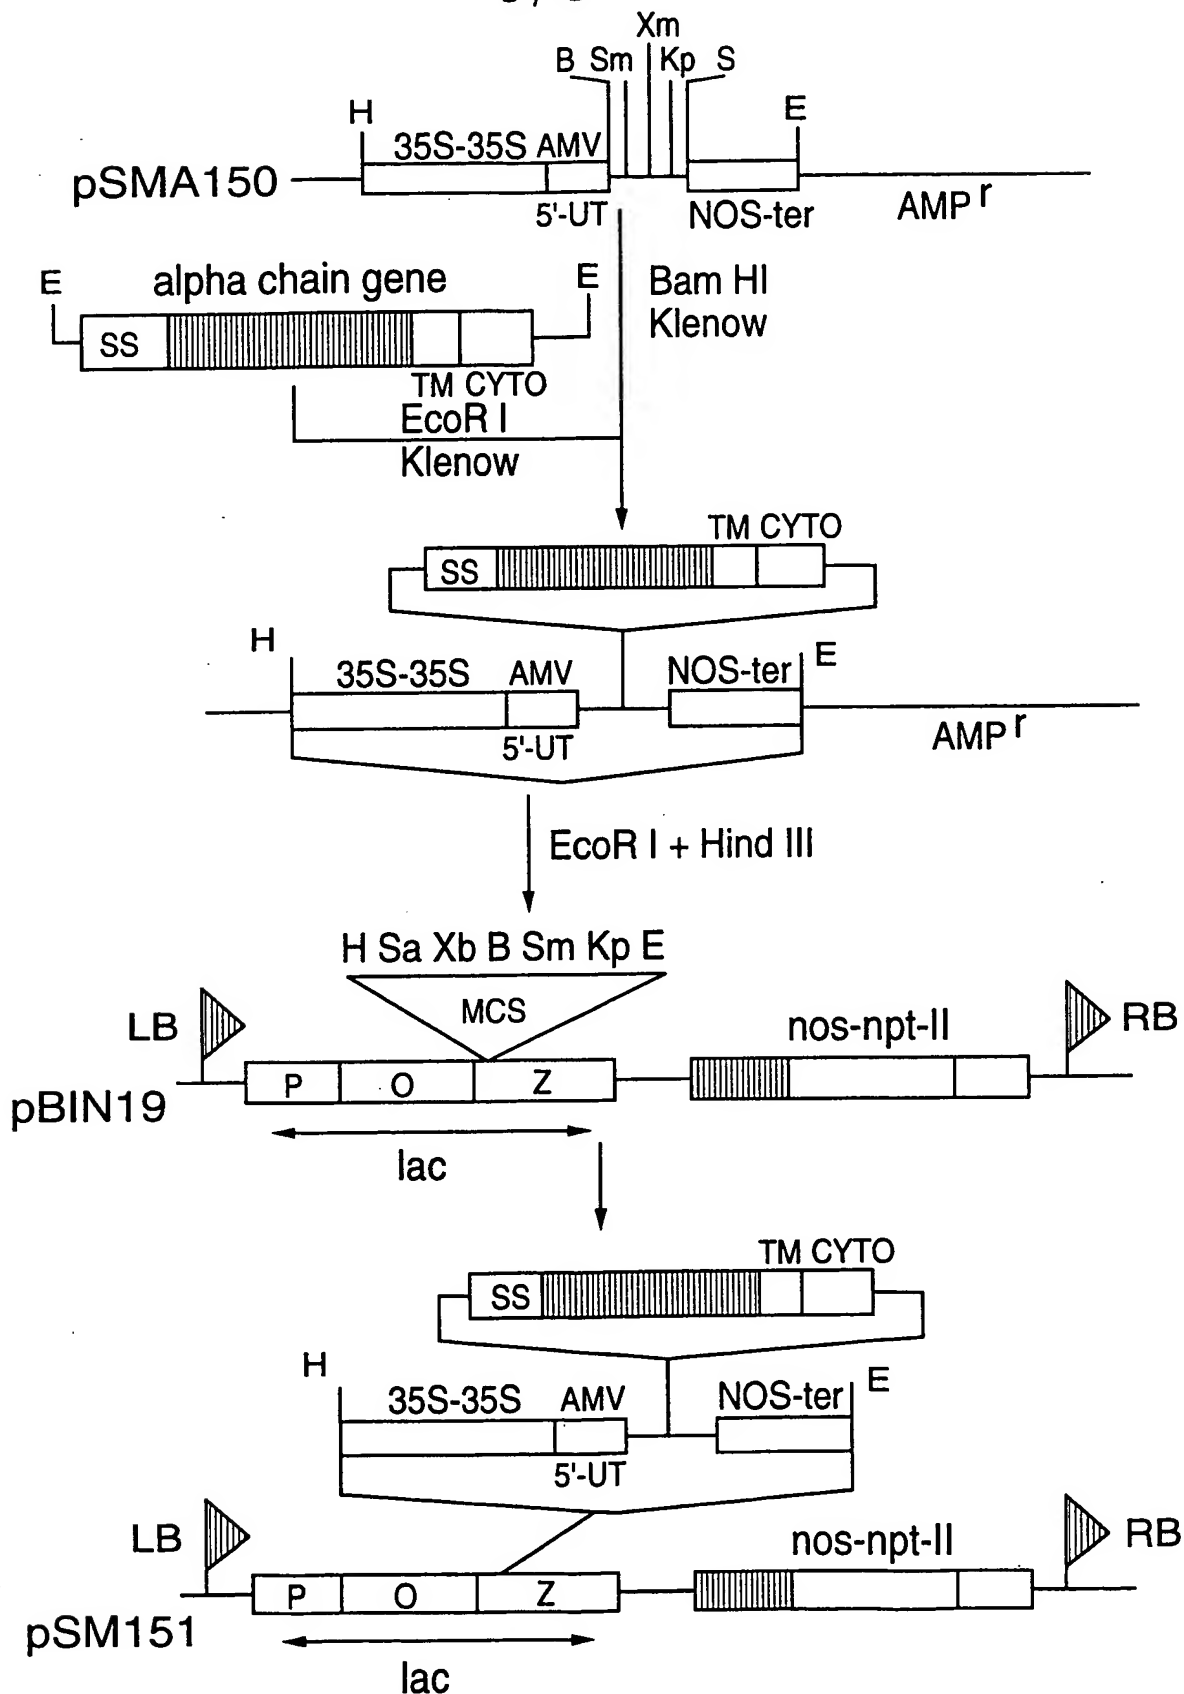 Xm
B Sm Kp S
H
E
35S-35S AMV
pSMA150
5'-UT
NOS-ter
AMP r
E
alpha chain gene
E
Bam HI
Klenow
SS
TM CYTO
EcoR I
Klenow
TM CYTO
SS
H
E
35S-35S
AMV
NOS-ter
5'-UT
AMP r
EcoR I + Hind III
H Sa Xb B Sm Kp E
MCS
LB
nos-npt-II
RB
P O Z
pBIN19
lac
TM CYTO
SS
H
E
35S-35S
AMV
NOS-ter
5'-UT
LB
nos-npt-II
RB
P O Z
pSM151
lac